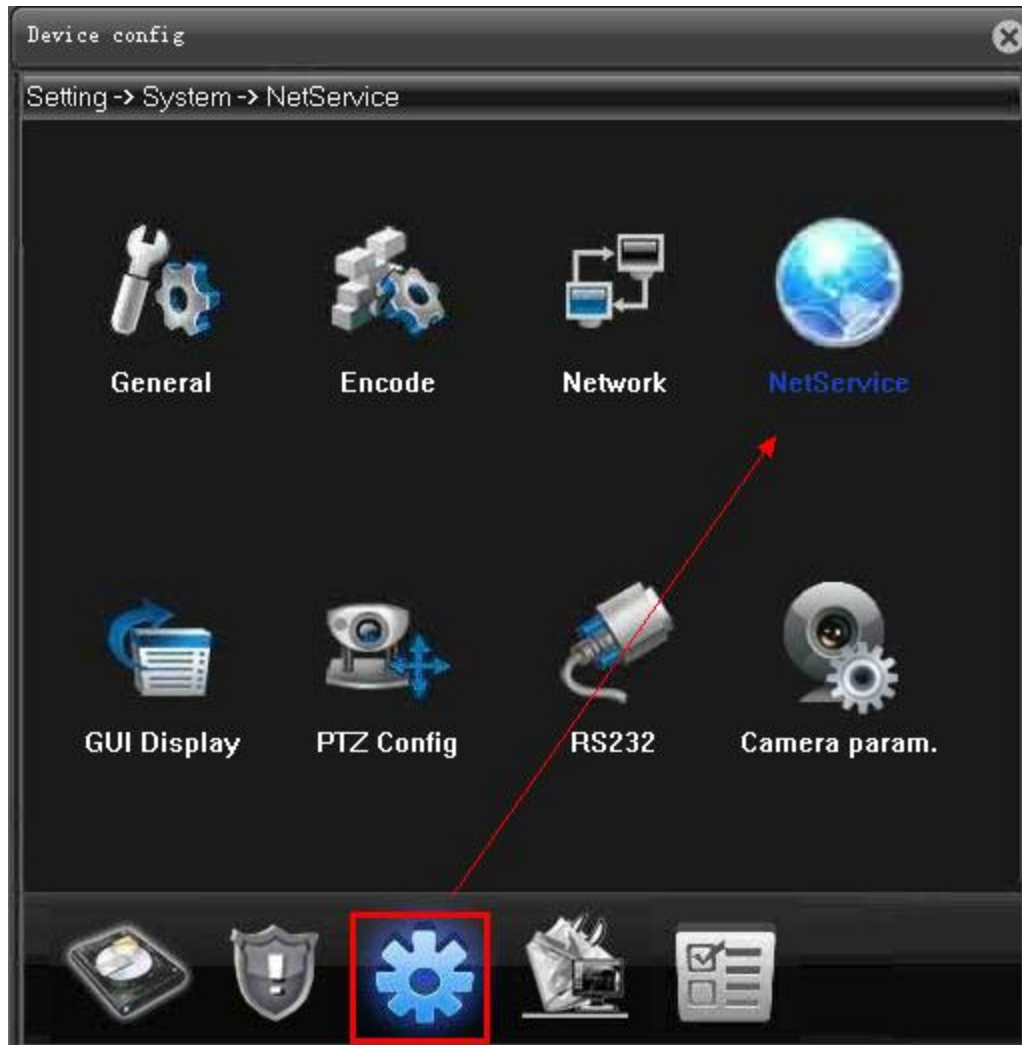 Device config
Setting -> System -> NetService
General
Encode
Network
NetService
GUI Display
PTZ Config
RS232
Camera param.